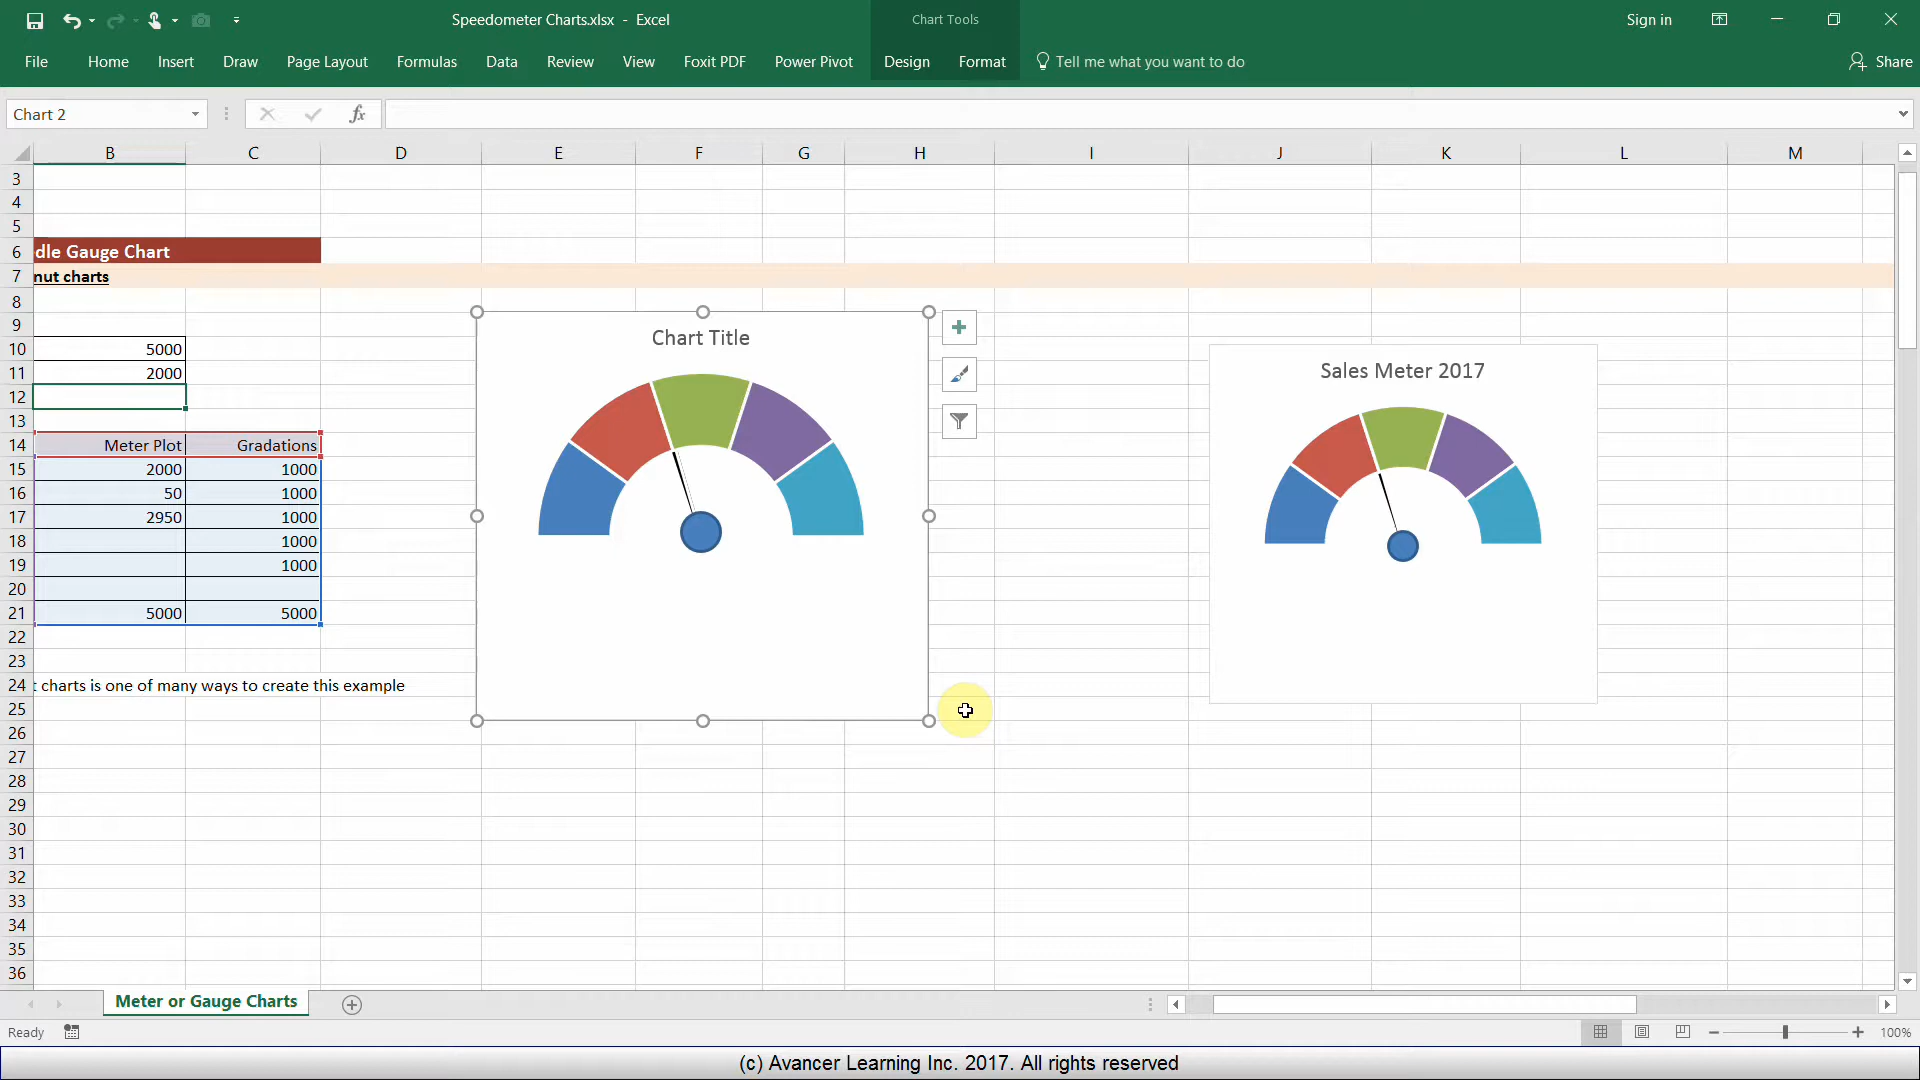 Speedometer Charts.xlsx - Excel
Chart Tools
Sign in
File Home Insert Draw Page Layout Formulas Data Review View Foxit PDF Power Pivot Design Format Tell me what you want to do Share
Chart 2 fx
B C D E F G H I J K L M
3
4
5
6 dle Gauge Chart
7 nut charts
8
9
10 5000
11 2000
12
13
14 Meter Plot Gradations
15 2000 1000
16 50 1000
17 2950 1000
18 1000
19 1000
20
21 5000 5000
22
23
24 t charts is one of many ways to create this example
25
26
27
28
29
30
31
32
33
34
35
36
Chart Title
Sales Meter 2017
Meter or Gauge Charts
Ready
100%
(c) Avancer Learning Inc. 2017. All rights reserved